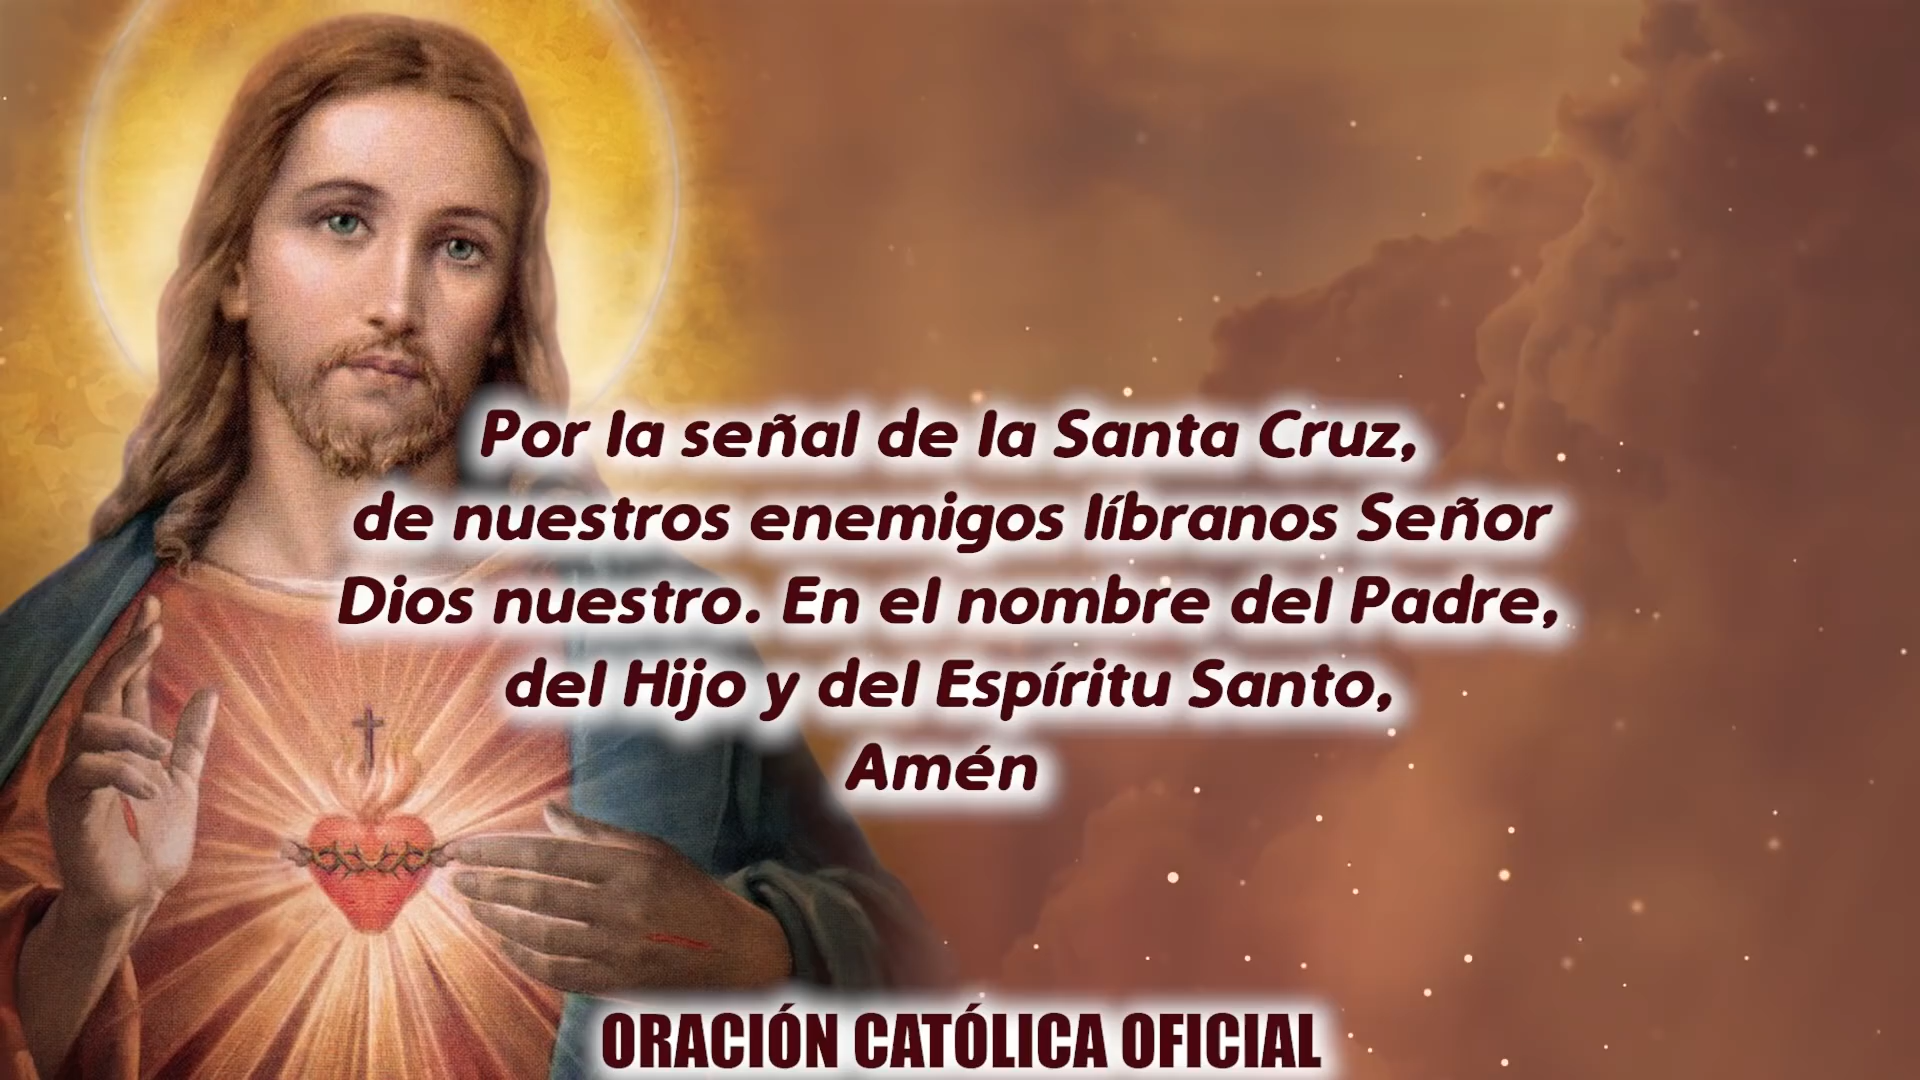 Por la señal de la Santa Cruz,
de nuestros enemigos líbranos Señor
Dios nuestro. En el nombre del Padre,
del Hijo y del Espíritu Santo,
Amén
ORACIÓN CATÓLICA OFICIAL